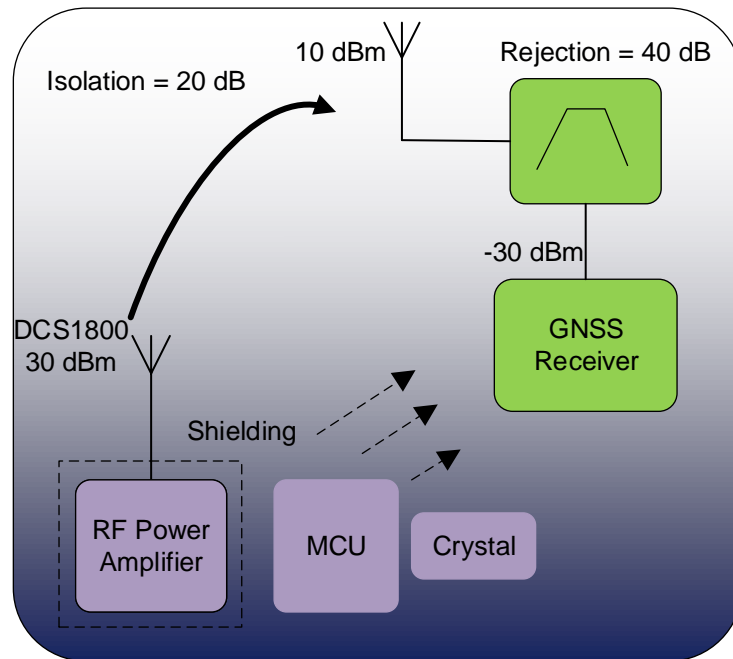 10 dBm
Rejection = 40 dB
Isolation = 20 dB
-30 dBm
GNSS
Receiver
DCS1800
30 dBm
Shielding
RF Power
Amplifier
MCU
Crystal